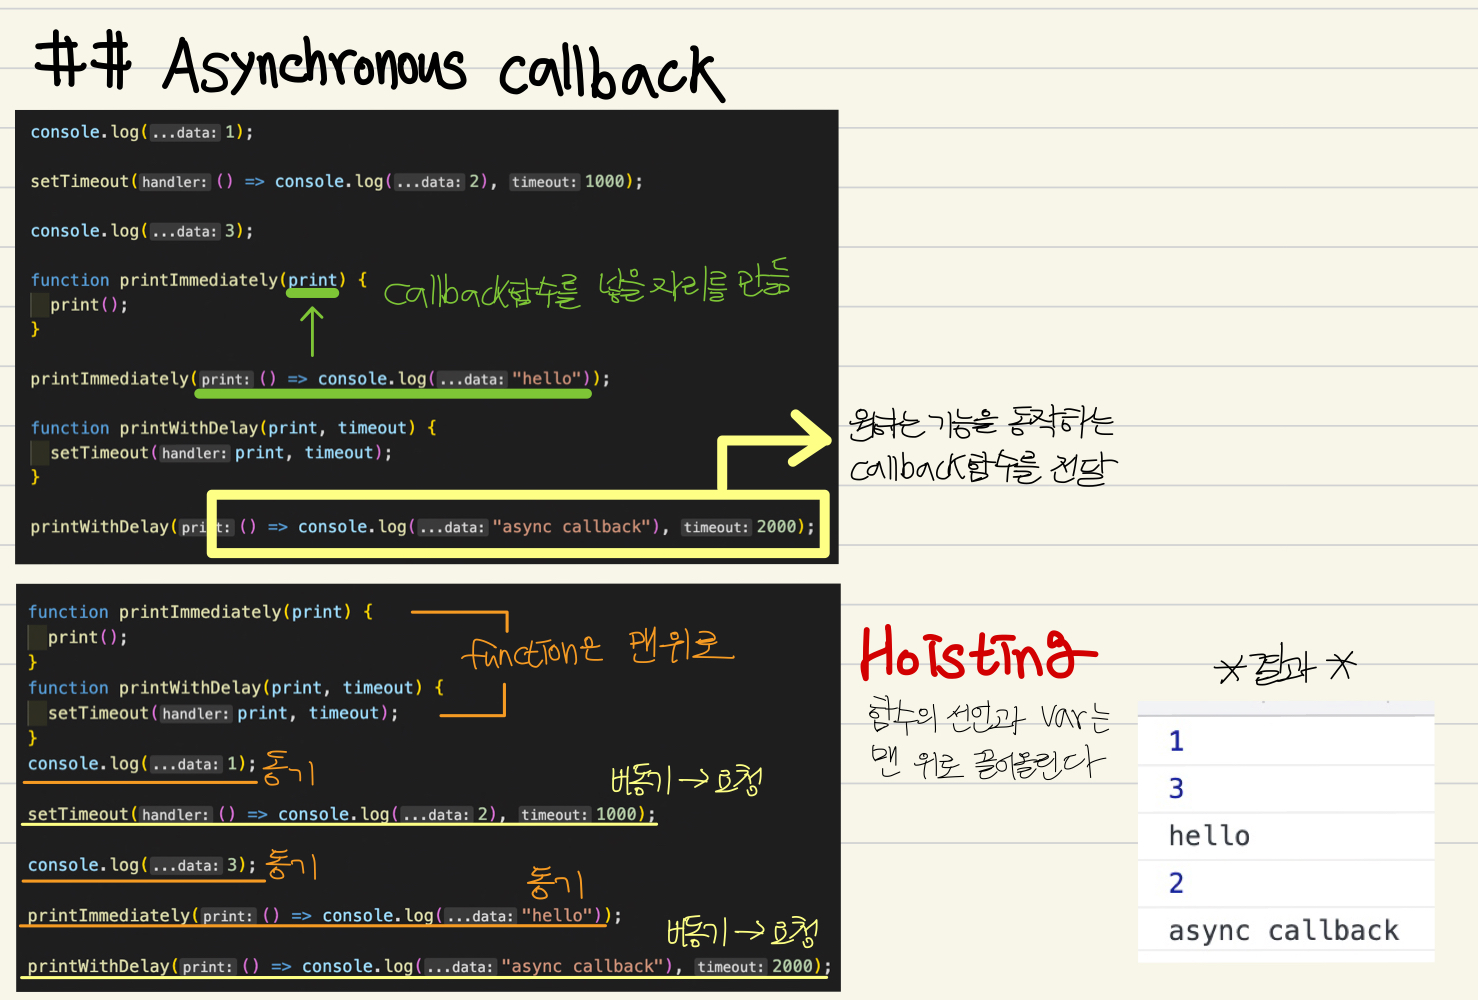 ## Asynchronous callback
console.log(...data: 1);
setTimeout(handler: () => console.log(...data: 2), timeout: 1000);
console.log(...data: 3);
function printImmediately(print) {
callback함수를 넣을 자리를 만듦
print();
}
printImmediately(print: () => console.log(...data: "hello"));
function printWithDelay(print, timeout) {
setTimeout(handler: print, timeout);
}
원하는 기능을 동작하는
callback함수를 전달
printWithDelay(print: () => console.log(...data: "async callback"), timeout: 2000);
function printImmediately(print) {
print();
}
function은 맨위로
function printWithDelay(print, timeout) {
setTimeout(handler: print, timeout);
}
console.log(...data: 1); 동기
비동기 → 요청
setTimeout(handler: () => console.log(...data: 2), timeout: 1000);
console.log(...data: 3); 동기
동기
printImmediately(print: () => console.log(...data: "hello"));
비동기 → 요청
printWithDelay(print: () => console.log(...data: "async callback"), timeout: 2000);
Hoisting
함수의 선언과 var는
맨 위로 끌어올린다
*결과*
1
3
hello
2
async callback